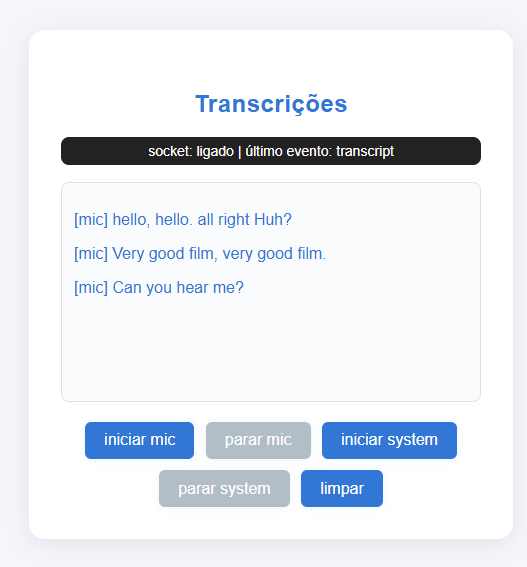 Transcrições
socket: ligado | último evento: transcript
[mic] hello, hello. all right Huh?
[mic] Very good film, very good film.
[mic] Can you hear me?
iniciar mic
parar mic
iniciar system
parar system
limpar